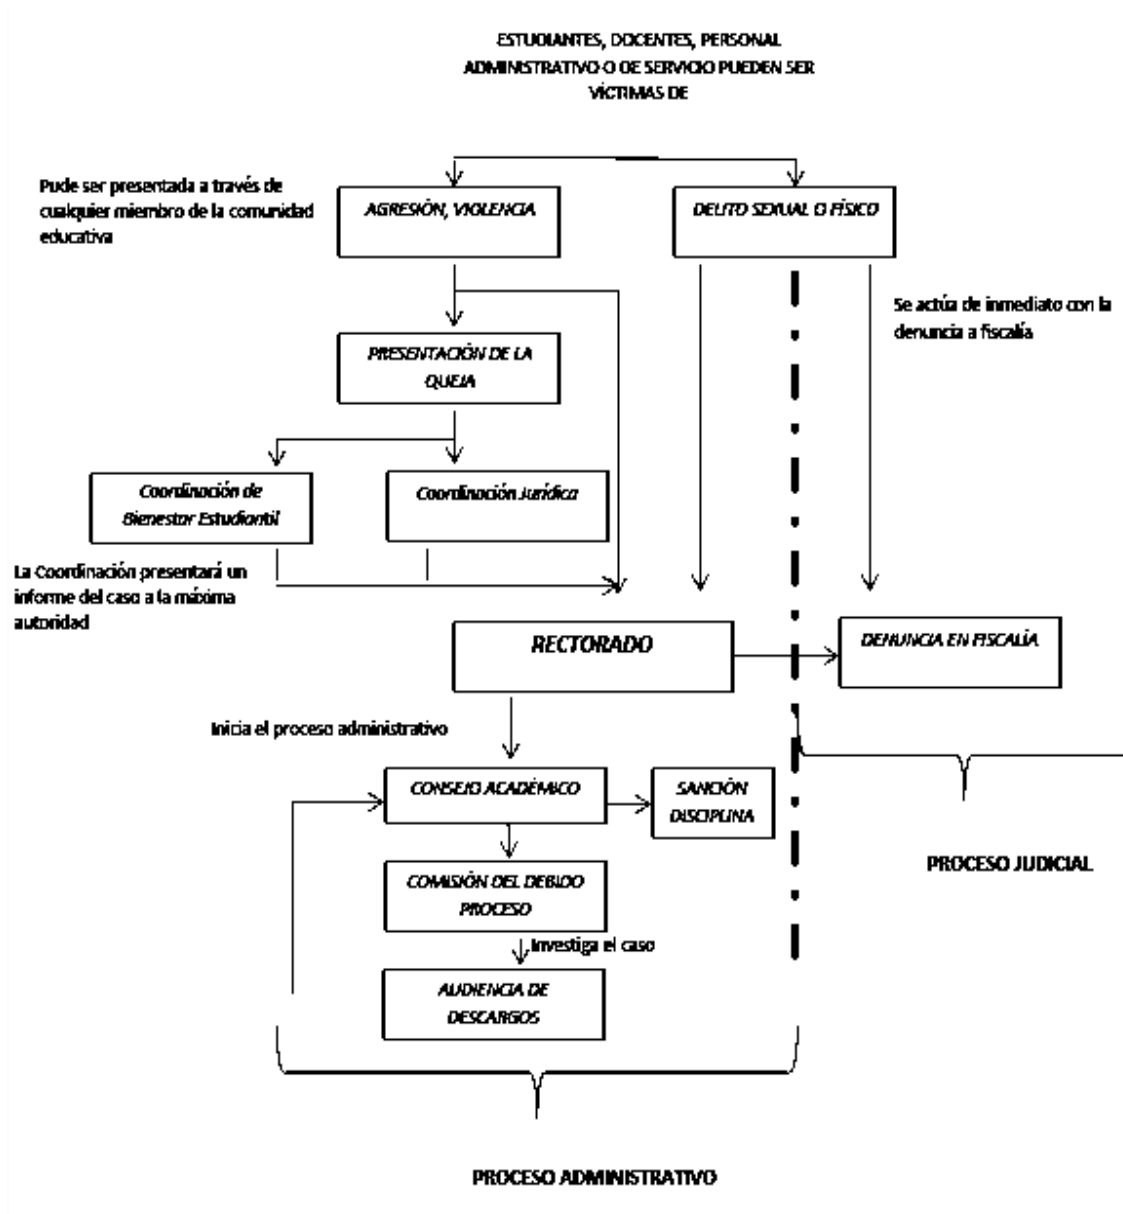 ESTUDIANTES, DOCENTES, PERSONAL
ADMINISTRATIVO O DE SERVICIO PUEDEN SER
VÍCTIMAS DE
Pude ser presentada a través de
cualquier miembro de la comunidad
educativa
AGRESIÓN, VIOLENCIA
DELITO SEXUAL O FÍSICO
Se actúa de inmediato con la
denuncia a fiscalía
PRESENTACIÓN DE LA
QUEJA
Coordinación de
Bienestar Estudiantil
Coordinación Jurídica
La Coordinación presentará un
informe del caso a la máxima
autoridad
RECTORADO
DENUNCIA EN FISCALÍA
Inicia el proceso administrativo
CONSEJO ACADÉMICO
SANCIÓN
DISCIPLINA
COMISIÓN DEL DEBIDO
PROCESO
PROCESO JUDICIAL
Investiga el caso
AUDIENCIA DE
DESCARGOS
PROCESO ADMINISTRATIVO